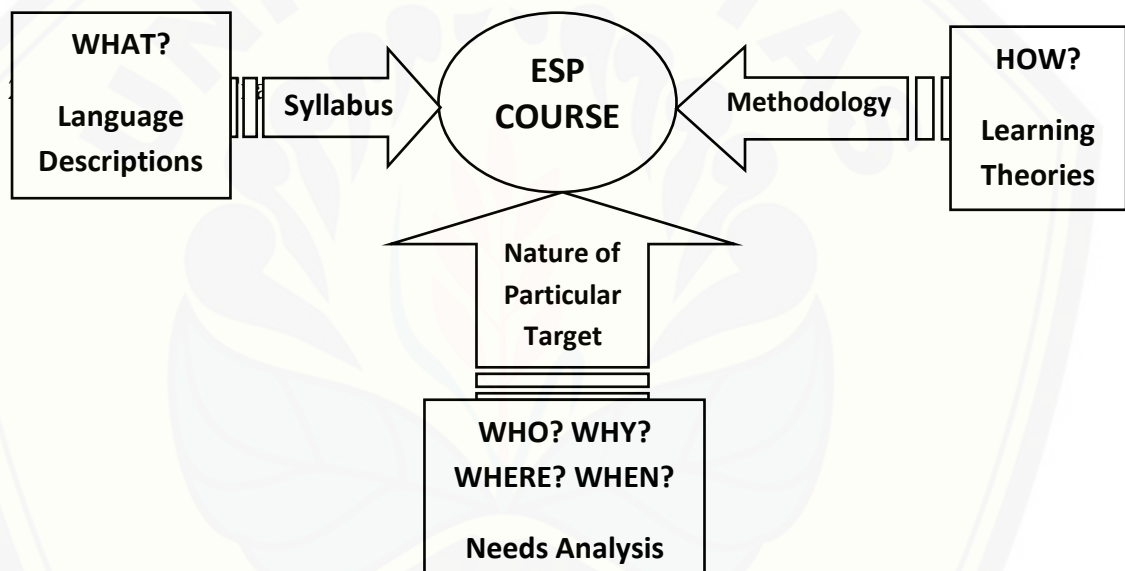 WHAT?
Language
Descriptions
Syllabus
ESP
COURSE
Methodology
HOW?
Learning
Theories
Nature of
Particular
Target
WHO? WHY?
WHERE? WHEN?
Needs Analysis